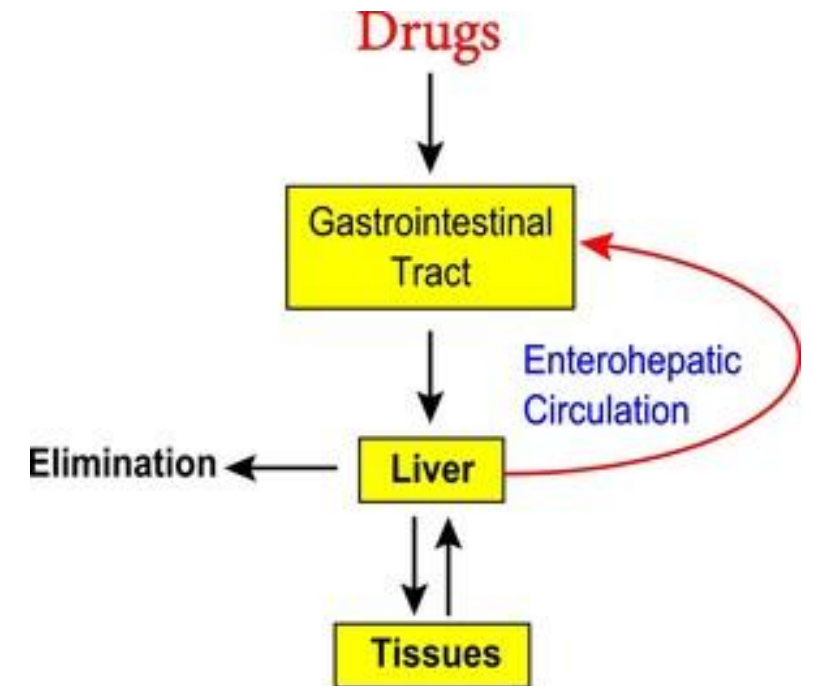 Drugs
Gastrointestinal
Tract
Enterohepatic
Circulation
Elimination
Liver
Tissues